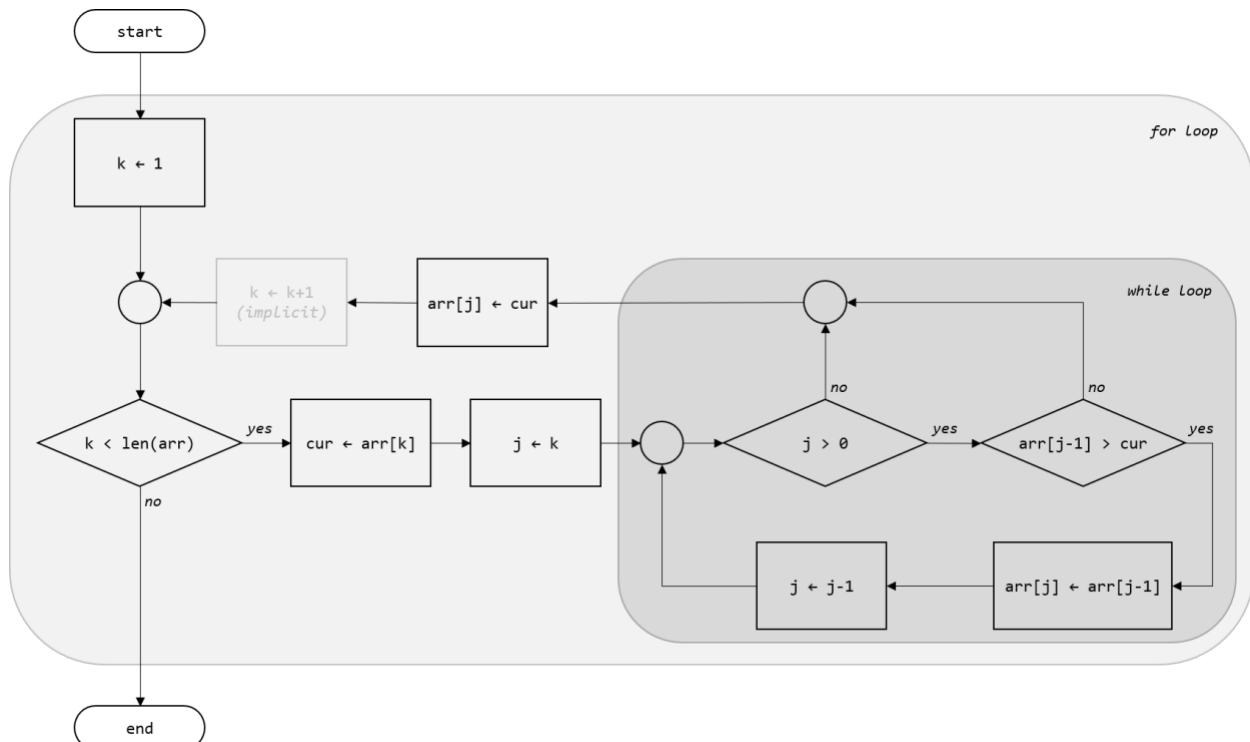 start
for loop
k ← 1
while loop
k ← k+1
(implicit)
arr[j] ← cur
no
no
k < len(arr)
yes
cur ← arr[k]
j ← k
j > 0
yes
arr[j-1] > cur
yes
no
j ← j-1
arr[j] ← arr[j-1]
end